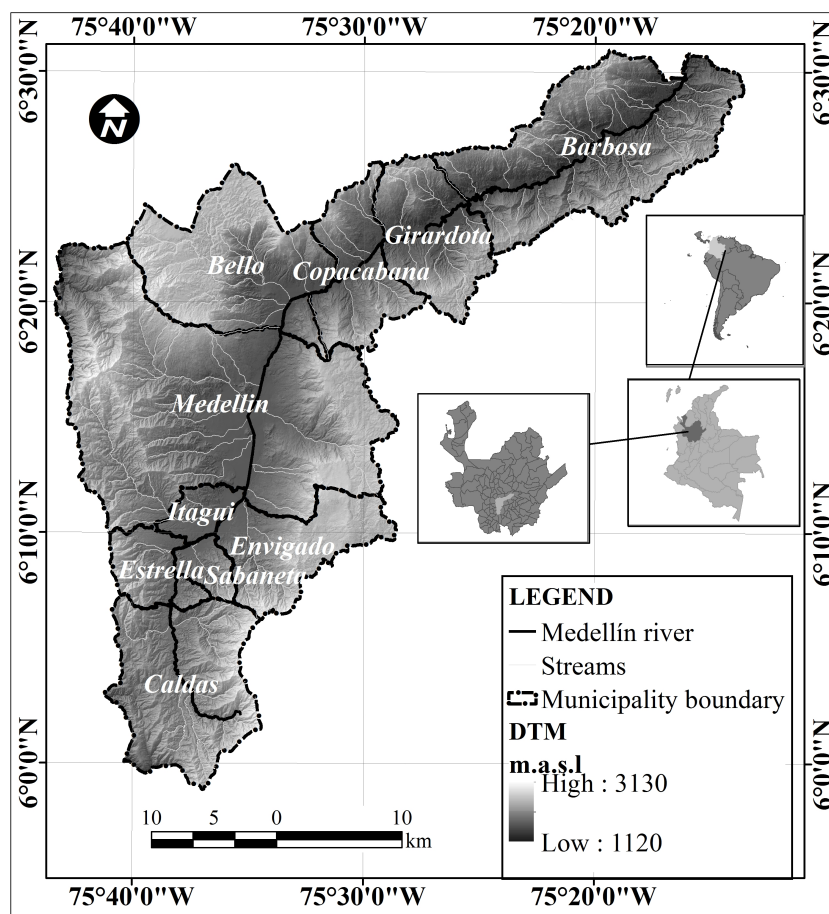 75°40'0"W 75°30'0"W 75°20'0"W
6°30'0"N
6°30'0"N
N
Barbosa
Girardota
Bello
Copacabana
6°20'0"N
6°20'0"N
Medellin
Itagui
6°10'0"N
6°10'0"N
Envigado
Estrella
Sabaneta
Caldas
6°0'0"N
6°0'0"N
LEGEND
Medellín river
Streams
Municipality boundary
DTM
m.a.s.l
High : 3130
Low : 1120
10 5 0 10
km
75°40'0"W 75°30'0"W 75°20'0"W